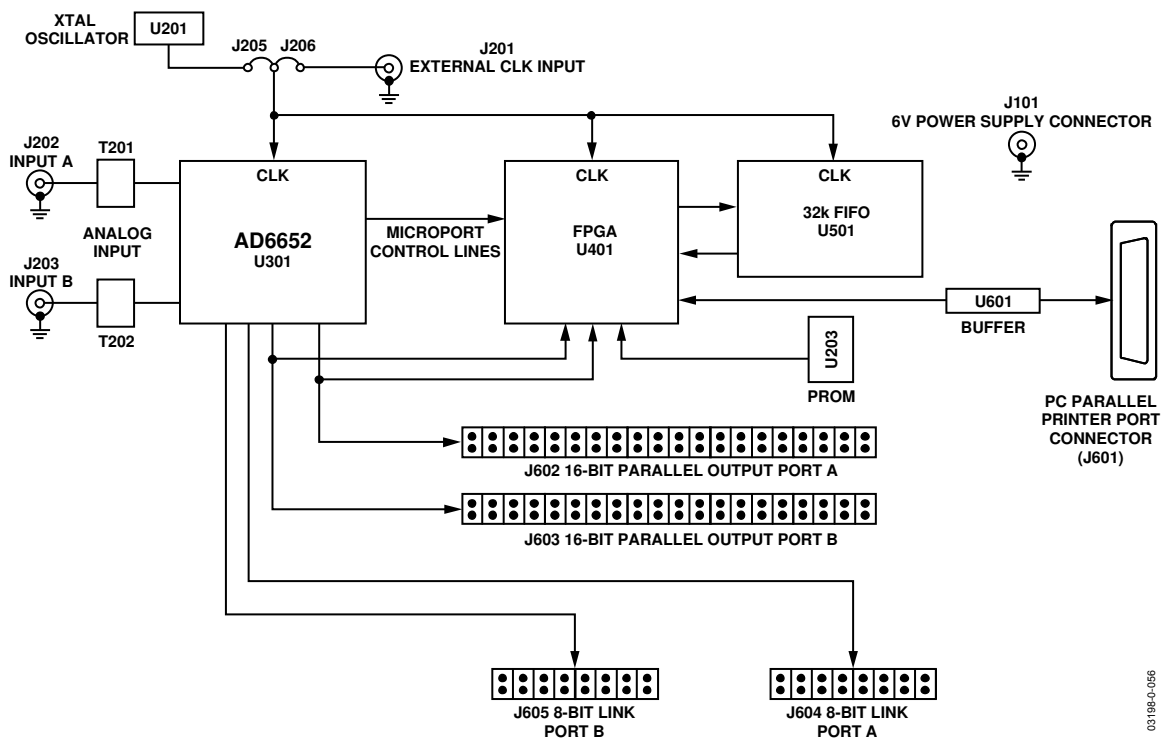 XTAL
OSCILLATOR
U201
J205
J206
J201
EXTERNAL CLK INPUT
J101
6V POWER SUPPLY CONNECTOR
J202
INPUT A
T201
CLK
AD6652
U301
MICROPORT
CONTROL LINES
CLK
FPGA
U401
CLK
32k FIFO
U501
ANALOG
INPUT
J203
INPUT B
T202
U601
BUFFER
U203
PROM
PC PARALLEL
PRINTER PORT
CONNECTOR
(J601)
J602 16-BIT PARALLEL OUTPUT PORT A
J603 16-BIT PARALLEL OUTPUT PORT B
J605 8-BIT LINK
PORT B
J604 8-BIT LINK
PORT A
03198-0-056